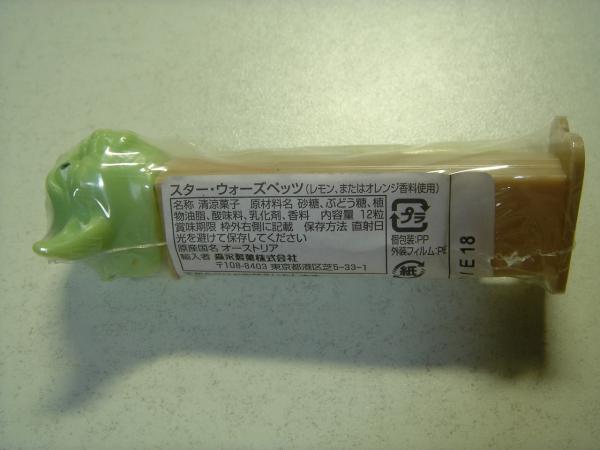 スター・ウォーズペッツ(レモン、またはオレンジ香料使用)
名称 清涼菓子 原材料名 砂糖、ぶどう糖、植
物油脂、酸味料、乳化剤、香料 内容量 12粒
賞味期限 枠外右側に記載 保存方法 直射日
光を避けて保存してください
原産国名 オーストリア
輸入者 森永製菓株式会社
〒108-8403 東京都港区芝5-33-1
プラ
個包装:PP
外装フィルム:PE
紙
E18